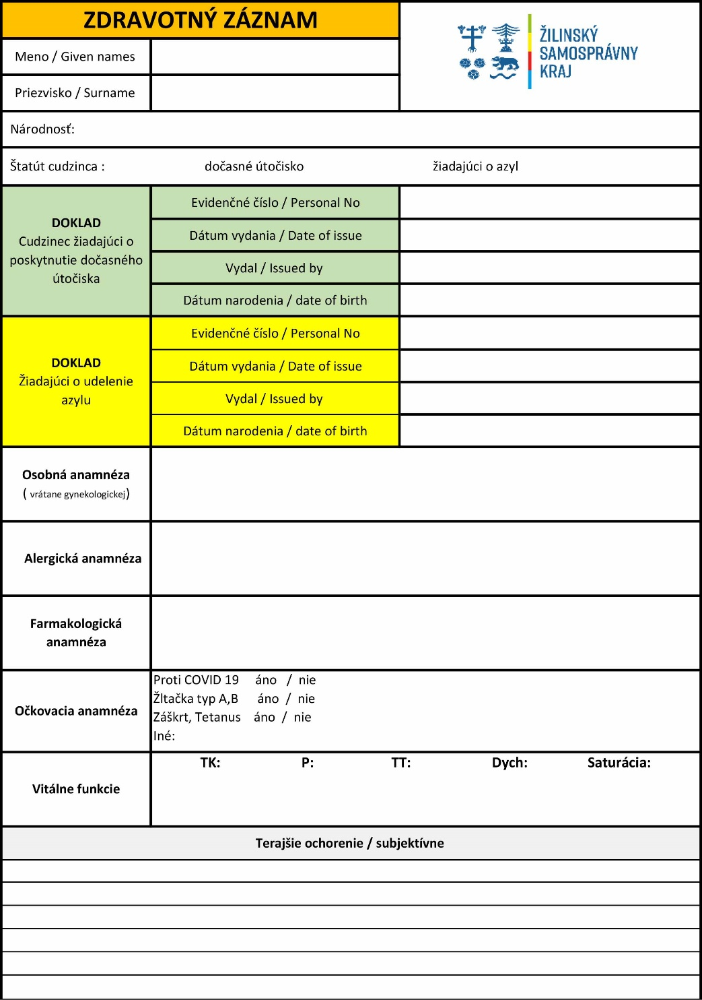 ZDRAVOTNÝ ZÁZNAM
ŽILINSKÝ
SAMOSPRÁVNY
KRAJ
Meno / Given names
Priezvisko / Surname
Národnosť:
Štatút cudzinca : dočasné útočisko žiadajúci o azyl
DOKLAD
Cudzinec žiadajúci o
poskytnutie dočasného
útočiska
Evidenčné číslo / Personal No
Dátum vydania / Date of issue
Vydal / Issued by
Dátum narodenia / date of birth
DOKLAD
Žiadajúci o udelenie
azylu
Evidenčné číslo / Personal No
Dátum vydania / Date of issue
Vydal / Issued by
Dátum narodenia / date of birth
Osobná anamnéza
( vrátane gynekologickej)
Alergická anamnéza
Farmakologická
anamnéza
Očkovacia anamnéza
Proti COVID 19 áno / nie
Žltačka typ A,B áno / nie
Záškrt, Tetanus áno / nie
Iné:
Vitálne funkcie
TK: P: TT: Dych: Saturácia:
Terajšie ochorenie / subjektívne